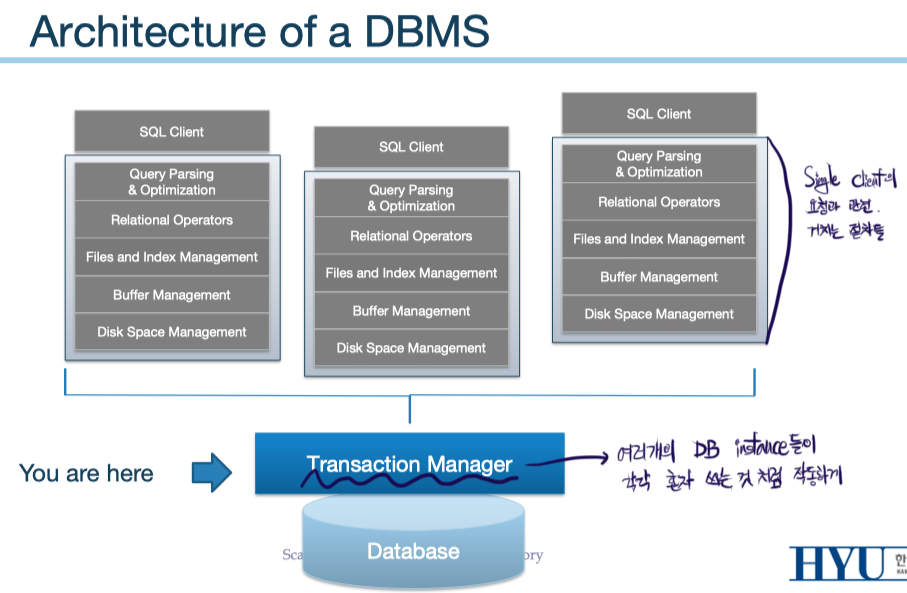 Architecture of a DBMS
SQL Client
Query Parsing
& Optimization
Relational Operators
Files and Index Management
Buffer Management
Disk Space Management
SQL Client
Query Parsing
& Optimization
Relational Operators
Files and Index Management
Buffer Management
Disk Space Management
SQL Client
Query Parsing
& Optimization
Relational Operators
Files and Index Management
Buffer Management
Disk Space Management
Single client의
요청과 관련.
거치는 절차들
You are here
Transaction Manager
여러개의 DB instance들이
각각 혼자 쓰는 것 처럼 작동하게
Database
HYU 한